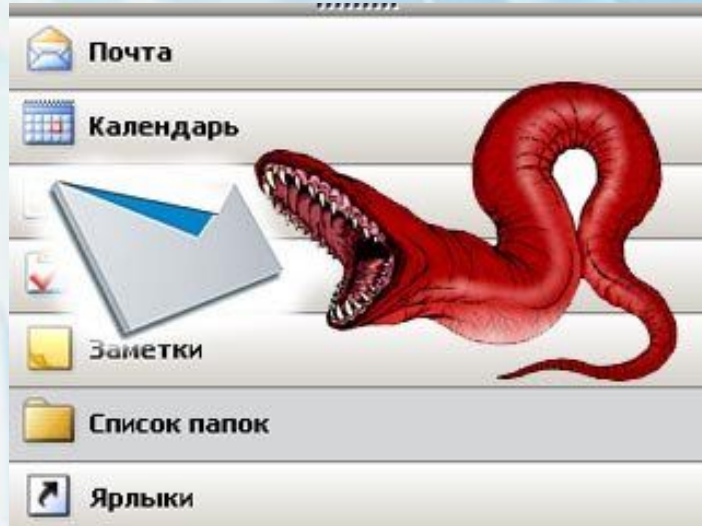 Почта
Календарь
Заметки
Список папок
Ярлыки